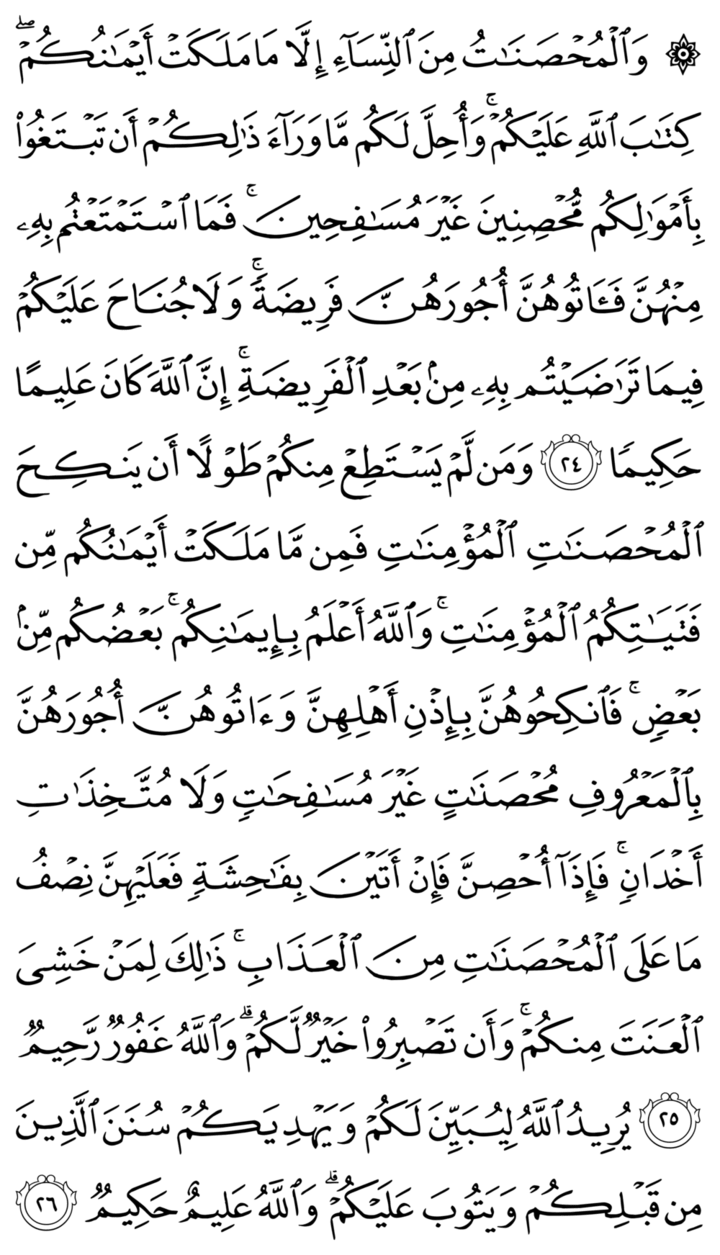 ۞ وَٱلْمُحْصَنَٰتُ مِنَ ٱلنِّسَآءِ إِلَّا مَا مَلَكَتْ أَيْمَٰنُكُمْ ۖ
كِتَٰبَ ٱللَّهِ عَلَيْكُمْ ۚ وَأُحِلَّ لَكُم مَّا وَرَآءَ ذَٰلِكُمْ أَن تَبْتَغُوا۟
بِأَمْوَٰلِكُم مُّحْصِنِينَ غَيْرَ مُسَٰفِحِينَ ۚ فَمَا ٱسْتَمْتَعْتُم بِهِۦ
مِنْهُنَّ فَـَٔاتُوهُنَّ أُجُورَهُنَّ فَرِيضَةً ۚ وَلَا جُنَاحَ عَلَيْكُمْ
فِيمَا تَرَٰضَيْتُم بِهِۦ مِنۢ بَعْدِ ٱلْفَرِيضَةِ ۚ إِنَّ ٱللَّهَ كَانَ عَلِيمًا
حَكِيمًا ٢٤ وَمَن لَّمْ يَسْتَطِعْ مِنكُمْ طَوْلًا أَن يَنكِحَ
ٱلْمُحْصَنَٰتِ ٱلْمُؤْمِنَٰتِ فَمِن مَّا مَلَكَتْ أَيْمَٰنُكُم مِّن
فَتَيَٰتِكُمُ ٱلْمُؤْمِنَٰتِ ۚ وَٱللَّهُ أَعْلَمُ بِإِيمَٰنِكُم ۚ بَعْضُكُم مِّنۢ
بَعْضٍ ۚ فَٱنكِحُوهُنَّ بِإِذْنِ أَهْلِهِنَّ وَءَاتُوهُنَّ أُجُورَهُنَّ
بِٱلْمَعْرُوفِ مُحْصَنَٰتٍ غَيْرَ مُسَٰفِحَٰتٍ وَلَا مُتَّخِذَٰتِ
أَخْدَانٍ ۚ فَإِذَآ أُحْصِنَّ فَإِنْ أَتَيْنَ بِفَٰحِشَةٍ فَعَلَيْهِنَّ نِصْفُ
مَا عَلَى ٱلْمُحْصَنَٰتِ مِنَ ٱلْعَذَابِ ۚ ذَٰلِكَ لِمَنْ خَشِىَ
ٱلْعَنَتَ مِنكُمْ ۚ وَأَن تَصْبِرُوا۟ خَيْرٌ لَّكُمْ ۗ وَٱللَّهُ غَفُورٌ رَّحِيمٌ
٢٥ يُرِيدُ ٱللَّهُ لِيُبَيِّنَ لَكُمْ وَيَهْدِيَكُمْ سُنَنَ ٱلَّذِينَ
مِن قَبْلِكُمْ وَيَتُوبَ عَلَيْكُمْ ۗ وَٱللَّهُ عَلِيمٌ حَكِيمٌ ٢٦